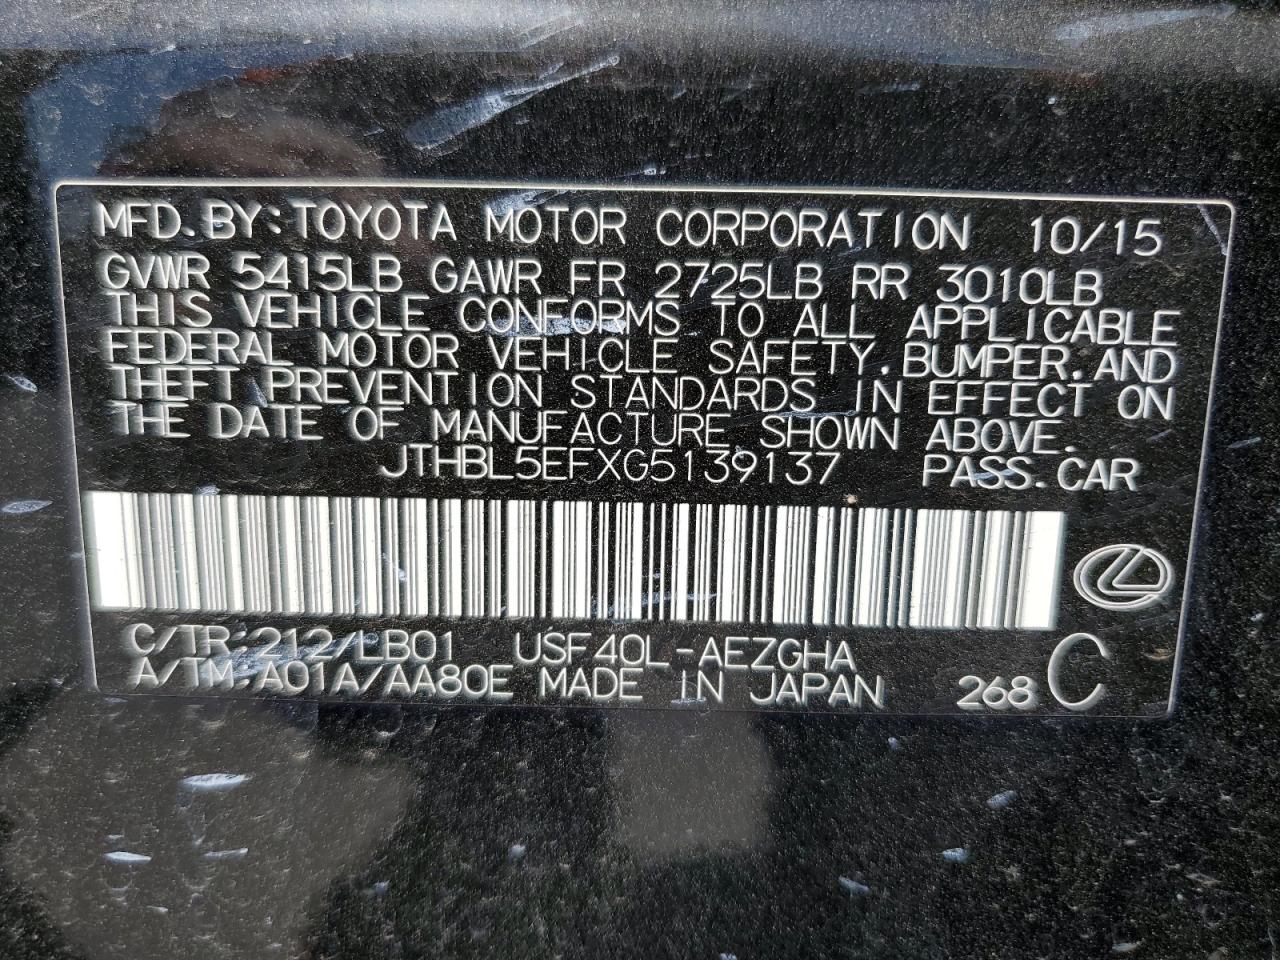 MFD. BY: TOYOTA MOTOR CORPORATION 10/15
GVWR 5415LB GAWR FR 2725LB RR 3010LB
THIS VEHICLE CONFORMS TO ALL APPLICABLE
FEDERAL MOTOR VEHICLE SAFETY, BUMPER, AND
THEFT PREVENTION STANDARDS IN EFFECT ON
THE DATE OF MANUFACTURE SHOWN ABOVE.
JTHBL5EFXG5139137 PASS. CAR
C/TR: 212/LB01 USF40L-AEZGHA
A/TM: A01A/AA80E MADE IN JAPAN 268 C